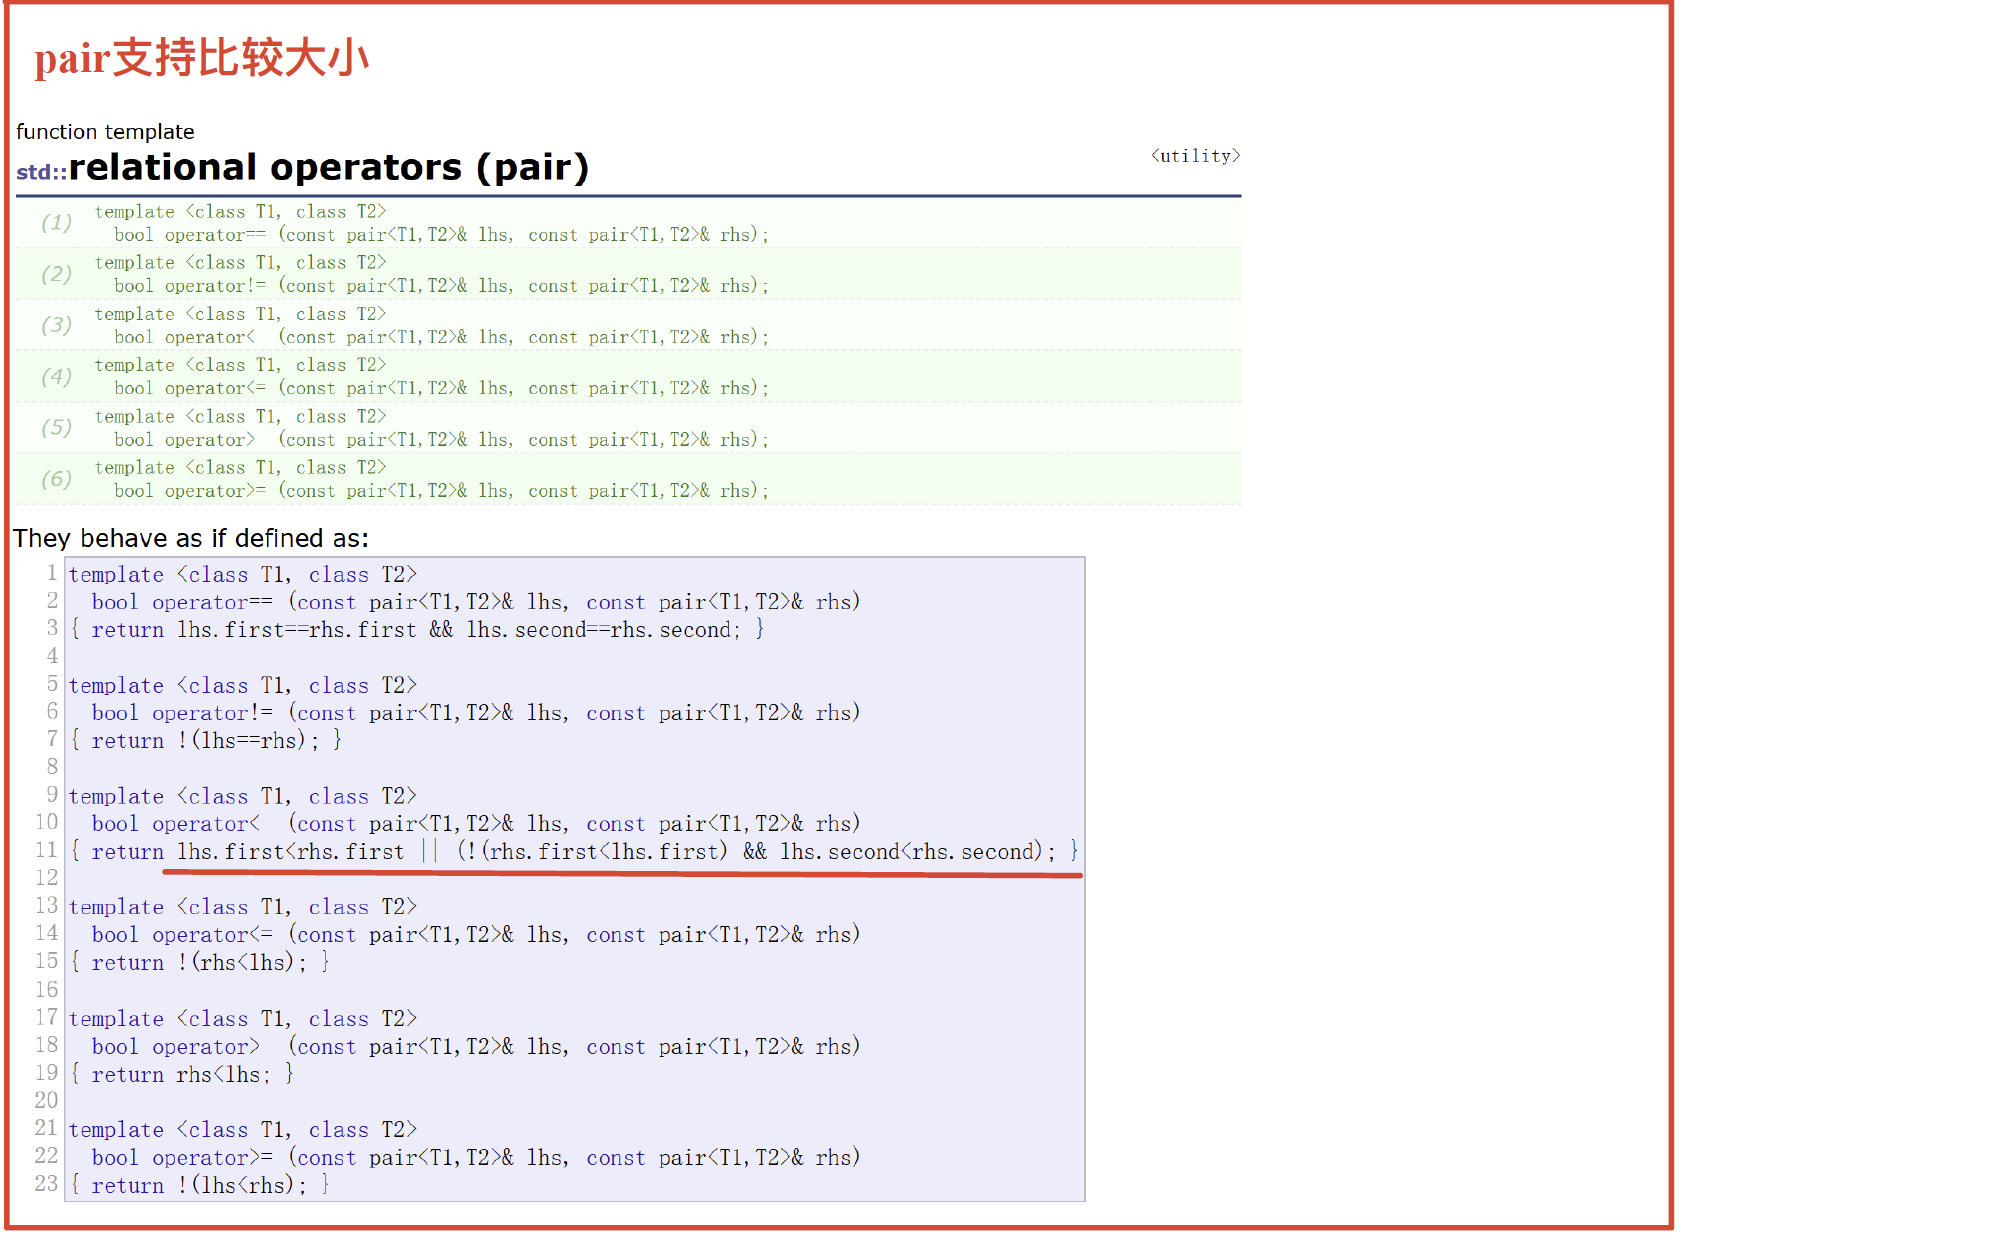 pair支持比较大小
function template
std::relational operators (pair)
<utility>
(1) template <class T1, class T2>
bool operator== (const pair<T1,T2>& lhs, const pair<T1,T2>& rhs);
(2) template <class T1, class T2>
bool operator!= (const pair<T1,T2>& lhs, const pair<T1,T2>& rhs);
(3) template <class T1, class T2>
bool operator<  (const pair<T1,T2>& lhs, const pair<T1,T2>& rhs);
(4) template <class T1, class T2>
bool operator<= (const pair<T1,T2>& lhs, const pair<T1,T2>& rhs);
(5) template <class T1, class T2>
bool operator>  (const pair<T1,T2>& lhs, const pair<T1,T2>& rhs);
(6) template <class T1, class T2>
bool operator>= (const pair<T1,T2>& lhs, const pair<T1,T2>& rhs);
They behave as if defined as:
1 template <class T1, class T2>
2   bool operator== (const pair<T1,T2>& lhs, const pair<T1,T2>& rhs)
3 { return lhs.first==rhs.first && lhs.second==rhs.second; }
4
5 template <class T1, class T2>
6   bool operator!= (const pair<T1,T2>& lhs, const pair<T1,T2>& rhs)
7 { return !(lhs==rhs); }
8
9 template <class T1, class T2>
10   bool operator<  (const pair<T1,T2>& lhs, const pair<T1,T2>& rhs)
11 { return lhs.first<rhs.first || (!(rhs.first<lhs.first) && lhs.second<rhs.second); }
12
13 template <class T1, class T2>
14   bool operator<= (const pair<T1,T2>& lhs, const pair<T1,T2>& rhs)
15 { return !(rhs<lhs); }
16
17 template <class T1, class T2>
18   bool operator>  (const pair<T1,T2>& lhs, const pair<T1,T2>& rhs)
19 { return rhs<lhs; }
20
21 template <class T1, class T2>
22   bool operator>= (const pair<T1,T2>& lhs, const pair<T1,T2>& rhs)
23 { return !(lhs<rhs); }